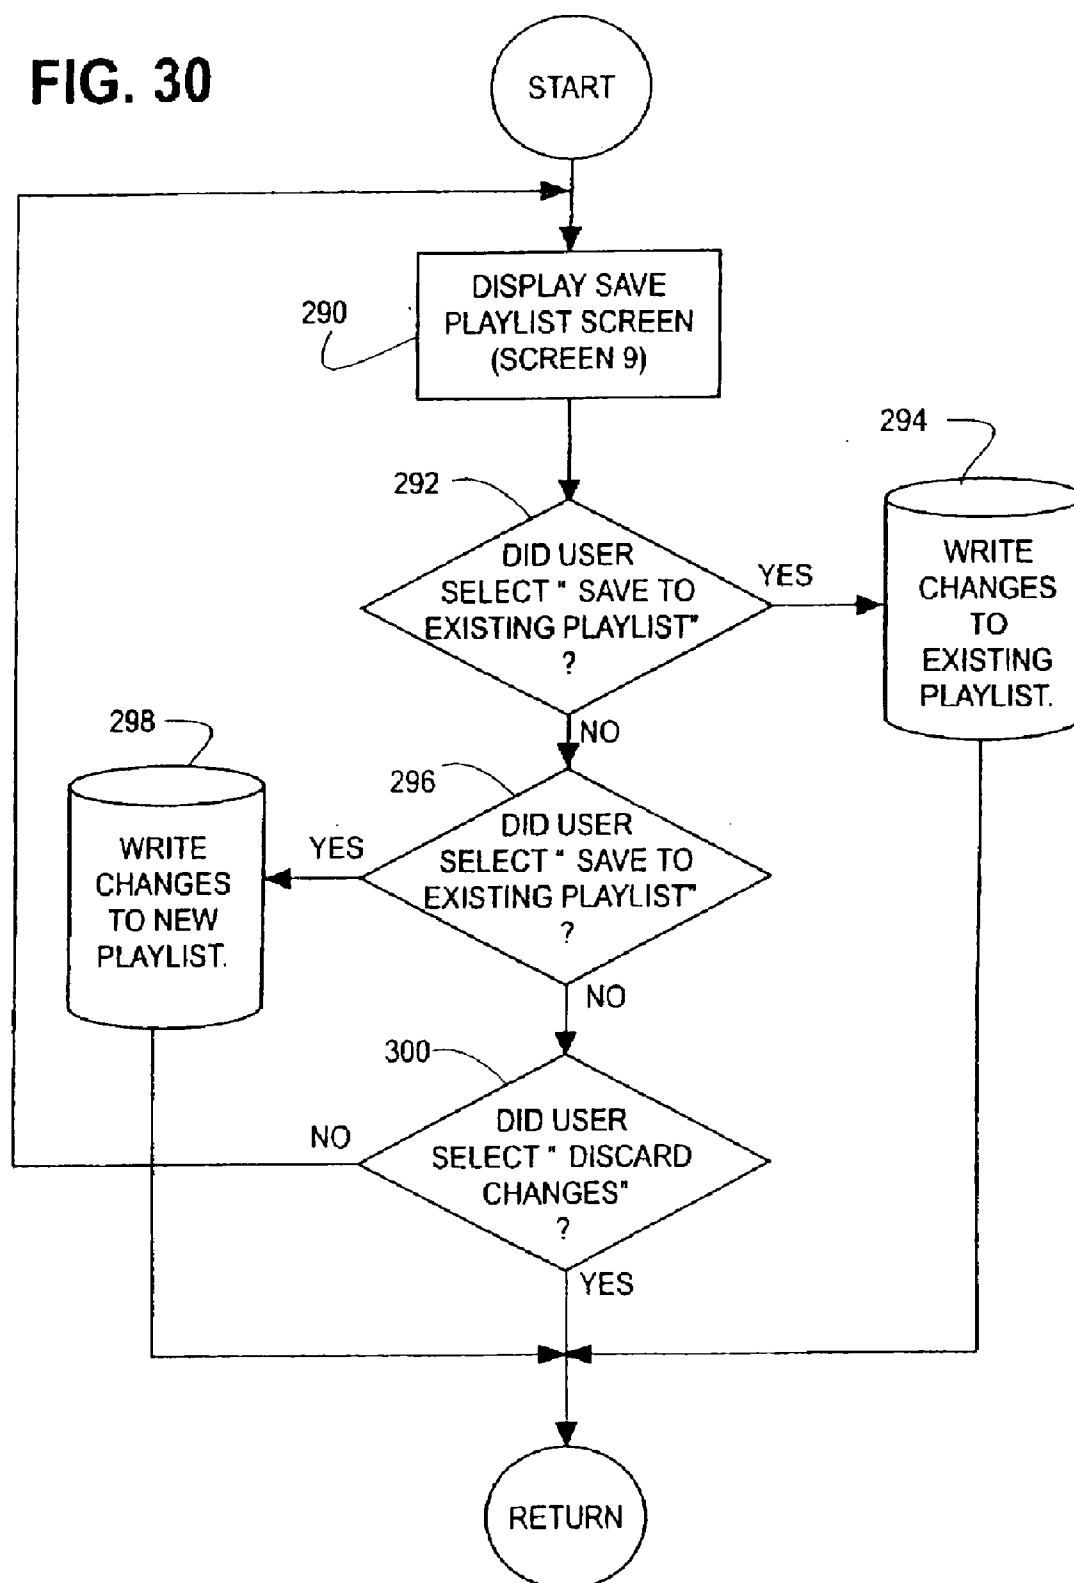 FIG. 30
START
290
DISPLAY SAVE
PLAYLIST SCREEN
(SCREEN 9)
292
DID USER
SELECT " SAVE TO
EXISTING PLAYLIST"
?
YES
294
WRITE
CHANGES
TO
EXISTING
PLAYLIST.
NO
296
DID USER
SELECT " SAVE TO
EXISTING PLAYLIST"
?
YES
298
WRITE
CHANGES
TO NEW
PLAYLIST.
NO
300
DID USER
SELECT " DISCARD
CHANGES"
?
NO
YES
RETURN